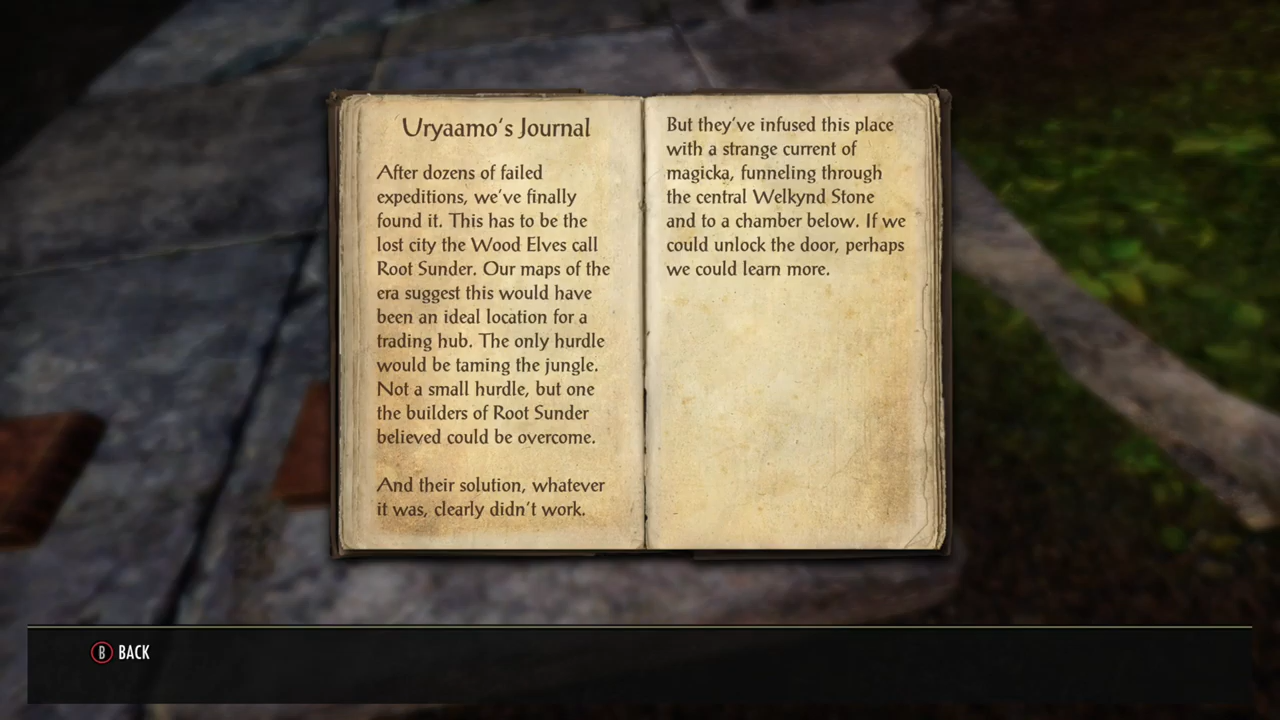 Uryaamo's Journal
After dozens of failed
expeditions, we've finally
found it. This has to be the
lost city the Wood Elves call
Root Sunder. Our maps of the
era suggest this would have
been an ideal location for a
trading hub. The only hurdle
would be taming the jungle.
Not a small hurdle, but one
the builders of Root Sunder
believed could be overcome.
And their solution, whatever
it was, clearly didn't work.
But they've infused this place
with a strange current of
magicka, funneling through
the central Welkynd Stone
and to a chamber below. If we
could unlock the door, perhaps
we could learn more.
B BACK